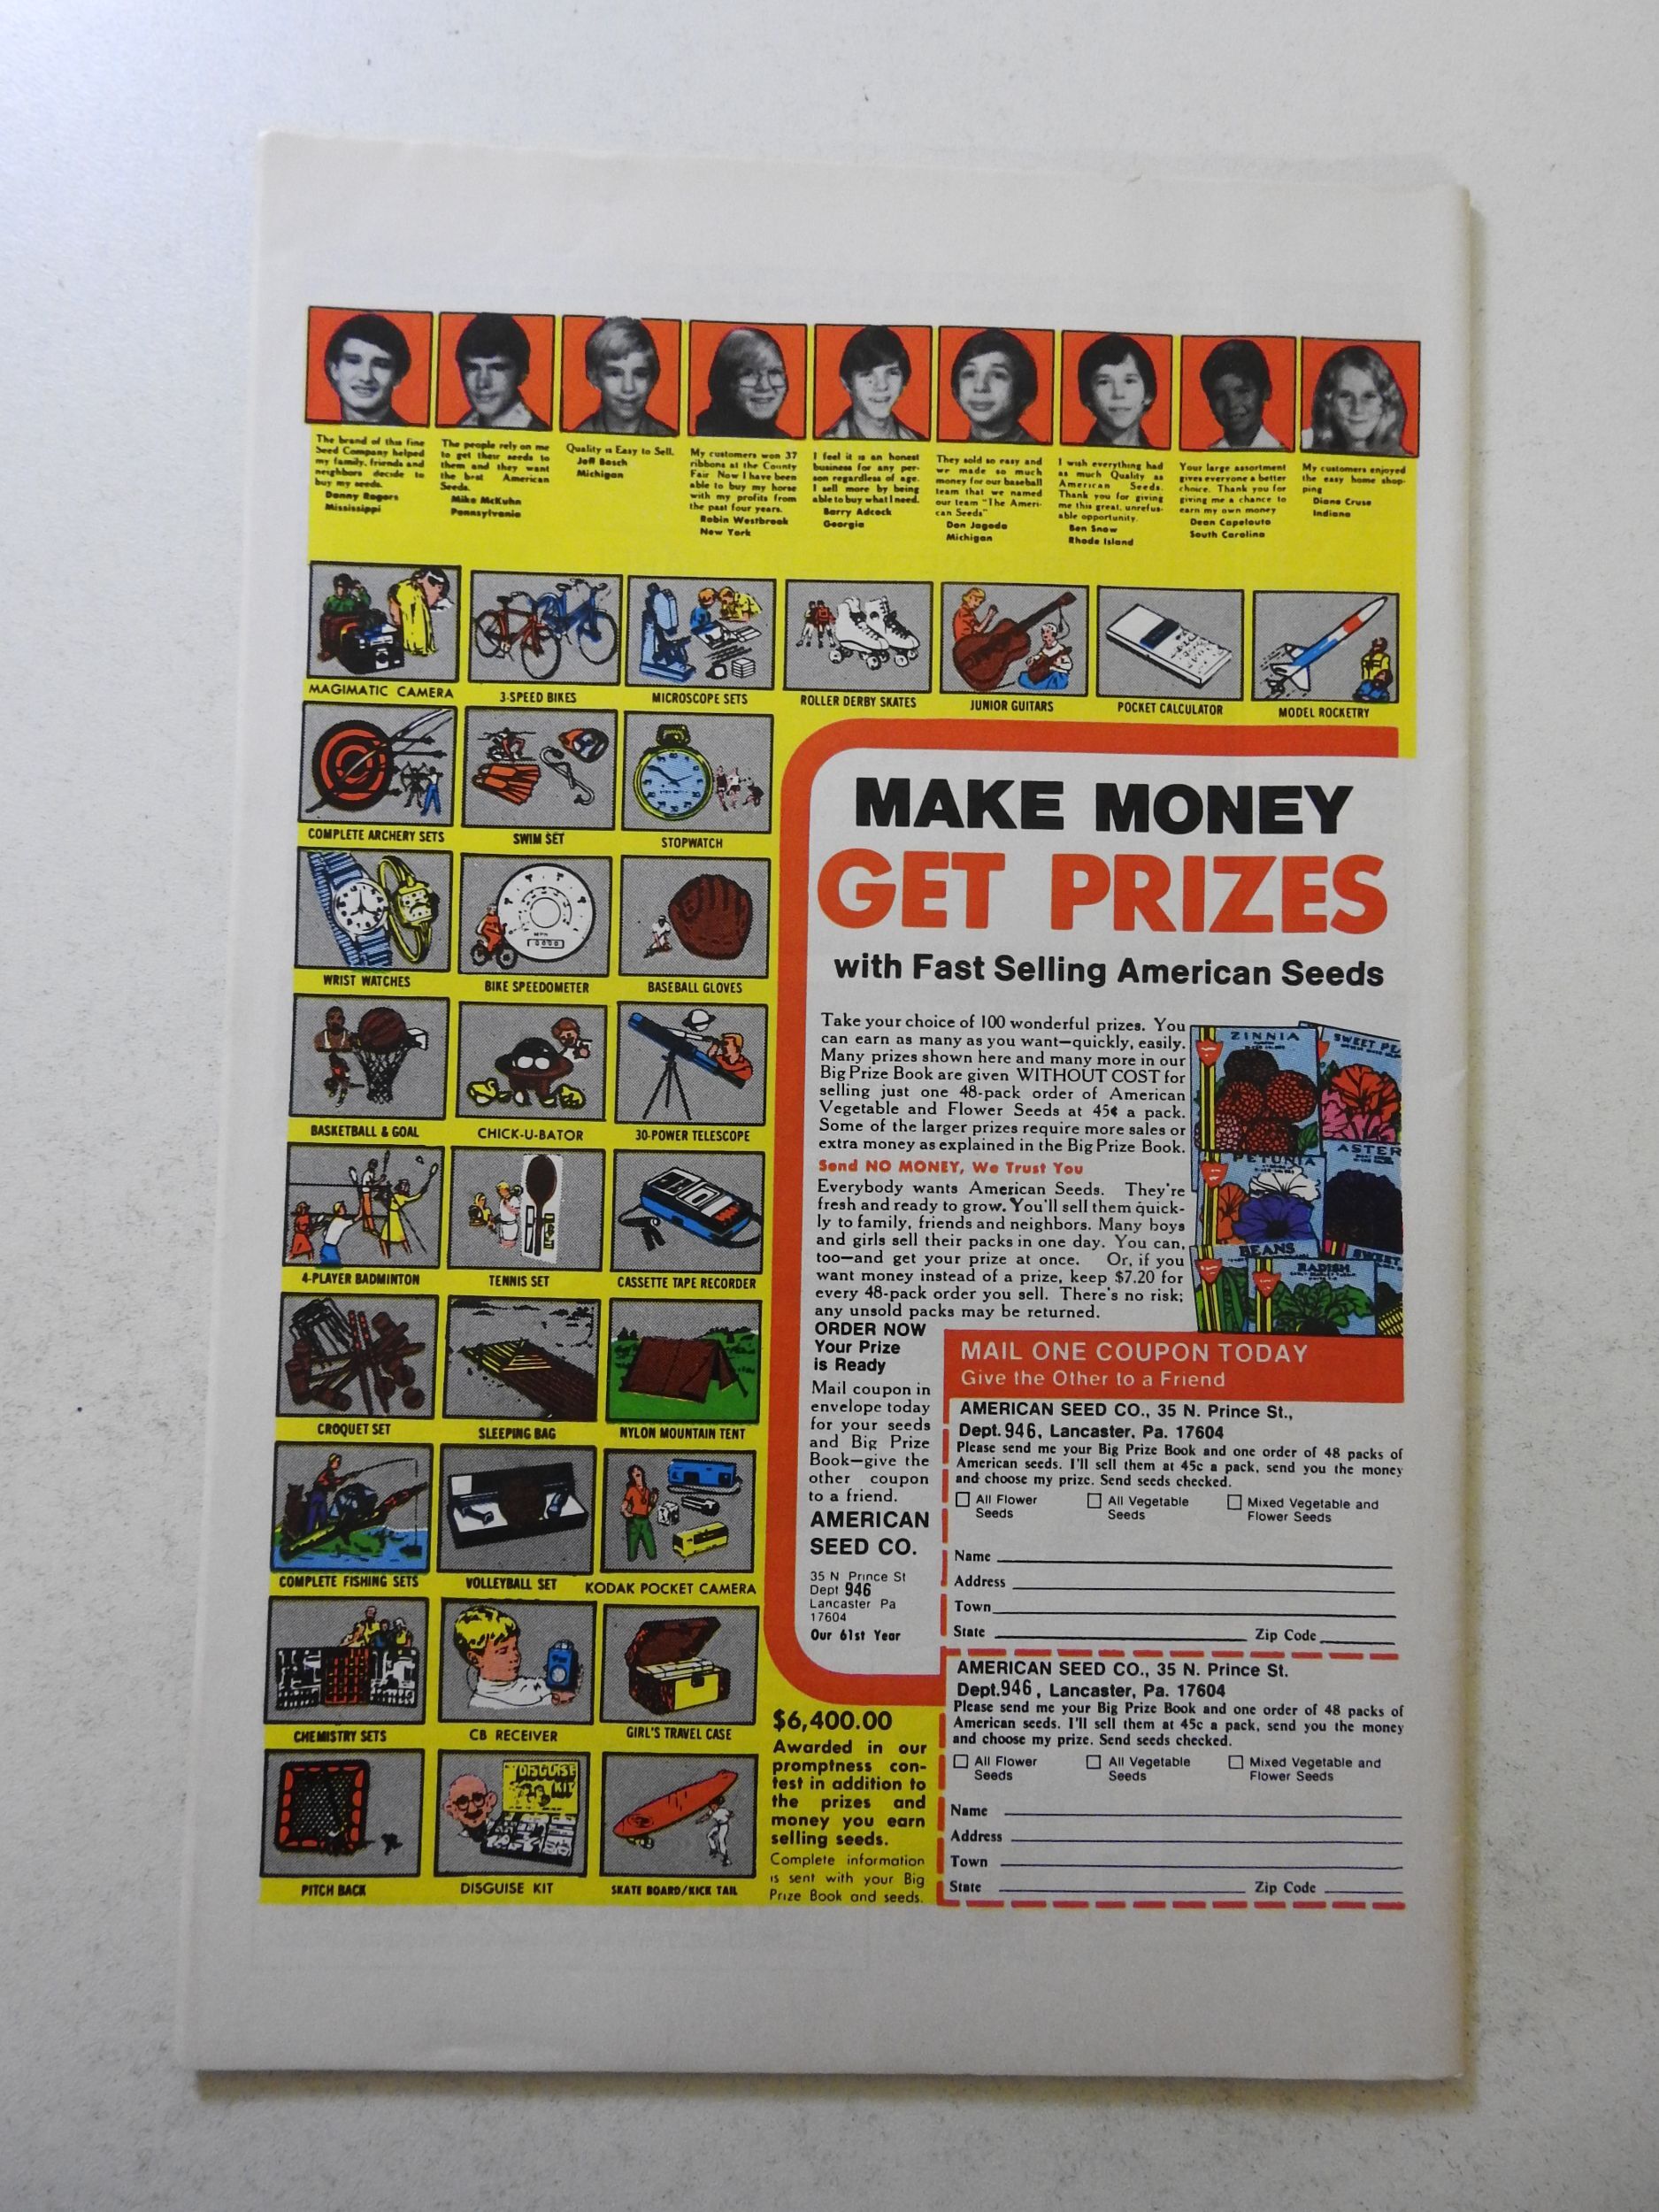 The brand of this fine
Seed Company helped
my family, friends and
neighbors decide to
buy my seeds.
Danny Rogers
Mississippi
The people rely on me
to get their seeds to
them and they want
the best American
Seeds.
Mike McKuhn
Pennsylvania
Quality is Easy to Sell.
Jeff Bosch
Michigan
My customers won 37
ribbons at the County
Fair Now I have been
able to buy my horse
with my profits from
the past four years.
Robin Westbrook
New York
I feel it is an honest
business for any per-
son regardless of age.
I sell more by being
able to buy what I need.
Barry Adcock
Georgia
They sold so easy and
we made so much
money for our baseball
team that we named
our team "The Ameri-
can Seeds"
Don Jagoda
Michigan
I wish everything had
as much Quality as
American Seeds.
Thank you for giving
me this great, unrefus-
able opportunity.
Ben Snow
Rhode Island
Your large assortment
gives everyone a better
choice. Thank you for
giving me a chance to
earn my own money
Dean Capelouto
South Carolina
My customers enjoyed
the easy home shop-
ping
Diane Cruse
Indiana
MAGIMATIC CAMERA
3-SPEED BIKES
MICROSCOPE SETS
ROLLER DERBY SKATES
JUNIOR GUITARS
POCKET CALCULATOR
MODEL ROCKETRY
COMPLETE ARCHERY SETS
SWIM SET
STOPWATCH
WRIST WATCHES
MPH
BIKE SPEEDOMETER
BASEBALL GLOVES
BASKETBALL & GOAL
CHICK-U-BATOR
30-POWER TELESCOPE
4-PLAYER BADMINTON
TENNIS SET
CASSETTE TAPE RECORDER
CROQUET SET
SLEEPING BAG
NYLON MOUNTAIN TENT
COMPLETE FISHING SETS
VOLLEYBALL SET
KODAK POCKET CAMERA
CHEMISTRY SETS
CB RECEIVER
GIRL'S TRAVEL CASE
PITCH BACK
DISGUISE
KIT
DISGUISE KIT
SKATE BOARD/KICK TAIL
MAKE MONEY
GET PRIZES
with Fast Selling American Seeds
Take your choice of 100 wonderful prizes. You
can earn as many as you want—quickly, easily.
Many prizes shown here and many more in our
Big Prize Book are given WITHOUT COST for
selling just one 48-pack order of American
Vegetable and Flower Seeds at 45¢ a pack.
Some of the larger prizes require more sales or
extra money as explained in the Big Prize Book.
Send NO MONEY, We Trust You
Everybody wants American Seeds. They're
fresh and ready to grow. You'll sell them quick-
ly to family, friends and neighbors. Many boys
and girls sell their packs in one day. You can,
too—and get your prize at once. Or, if you
want money instead of a prize, keep $7.20 for
every 48-pack order you sell. There's no risk;
any unsold packs may be returned.
ZINNIA
SWEET PE
ASTER
PETUNIA
BEANS
SWEET
RADISH
ORDER NOW
Your Prize
is Ready
Mail coupon in
envelope today
for your seeds
and Big Prize
Book—give the
other coupon
to a friend.
AMERICAN
SEED CO.
35 N Prince St
Dept 946
Lancaster Pa
17604
Our 61st Year
$6,400.00
Awarded in our
promptness con-
test in addition to
the prizes and
money you earn
selling seeds.
Complete information
is sent with your Big
Prize Book and seeds.
MAIL ONE COUPON TODAY
Give the Other to a Friend
AMERICAN SEED CO., 35 N. Prince St.,
Dept. 946, Lancaster, Pa. 17604
Please send me your Big Prize Book and one order of 48 packs of
American seeds. I'll sell them at 45c a pack, send you the money
and choose my prize. Send seeds checked.
All Flower
Seeds
All Vegetable
Seeds
Mixed Vegetable and
Flower Seeds
Name
Address
Town
State Zip Code
AMERICAN SEED CO., 35 N. Prince St.
Dept. 946, Lancaster, Pa. 17604
Please send me your Big Prize Book and one order of 48 packs of
American seeds. I'll sell them at 45c a pack, send you the money
and choose my prize. Send seeds checked.
All Flower
Seeds
All Vegetable
Seeds
Mixed Vegetable and
Flower Seeds
Name
Address
Town
State Zip Code